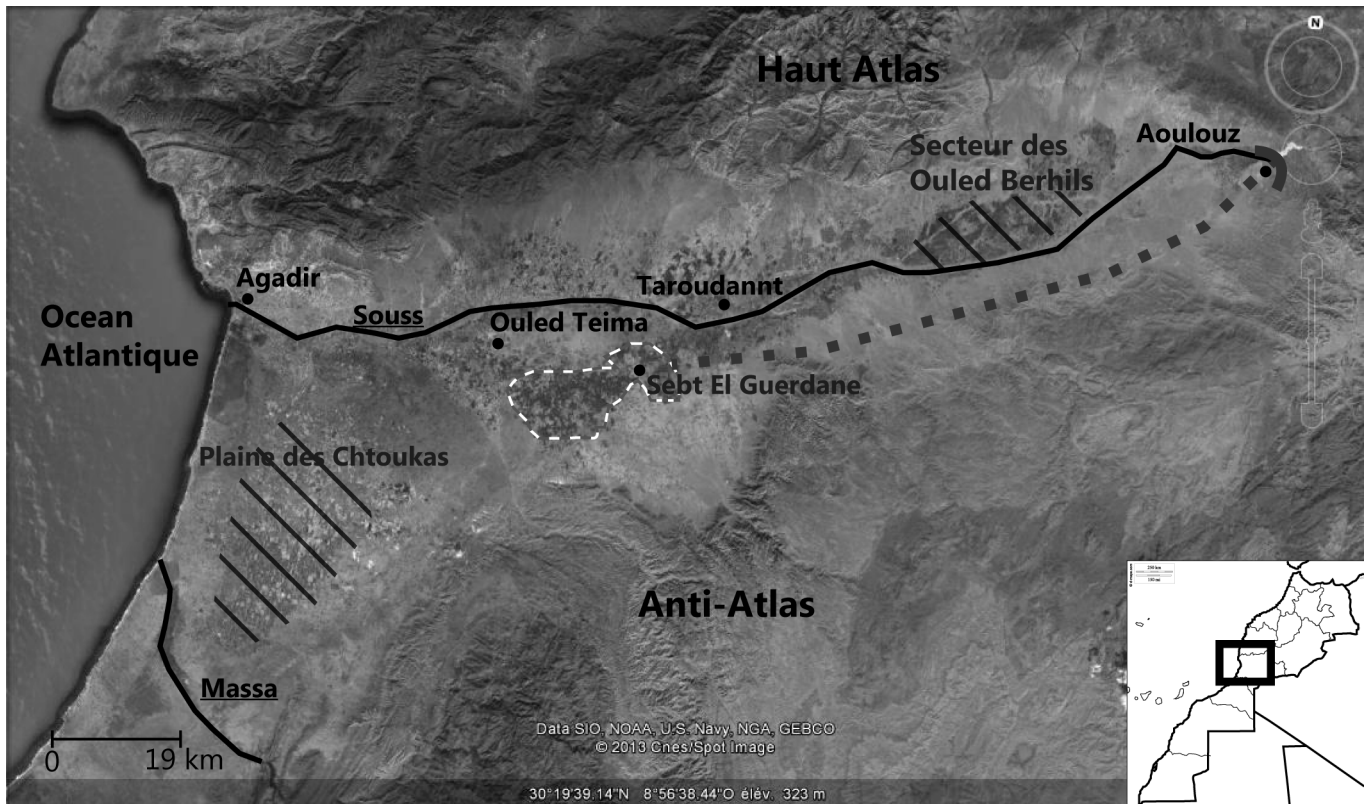 N
Haut Atlas
Aoulouz
Secteur des
Ouled Berhils
Agadir
Taroudannt
Souss
Ouled Teima
Ocean
Atlantique
Sebt El Guerdane
Plaine des Chtoukas
Anti-Atlas
Massa
Data SIO, NOAA, U.S. Navy, NGA, GEBCO
© 2013 Cnes/Spot Image
0 19 km
30°19'39.14"N 8°56'38.44"O élév. 323 m